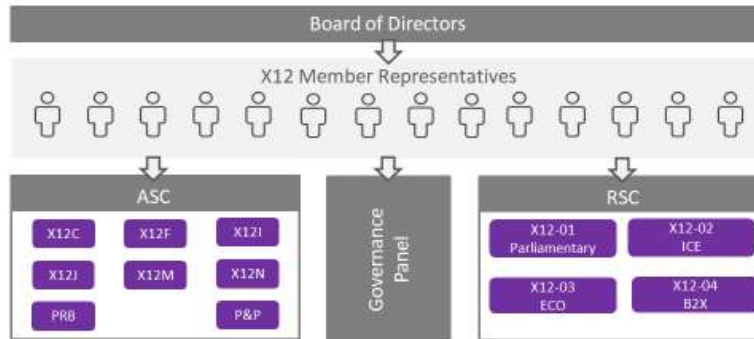 Board of Directors
X12 Member Representatives
ASC
X12C
X12F
X12I
X12J
X12M
X12N
PRB
P&P
Governance
Panel
RSC
X12-01
Parliamentary
X12-02
ICE
X12-03
ECO
X12-04
B2X